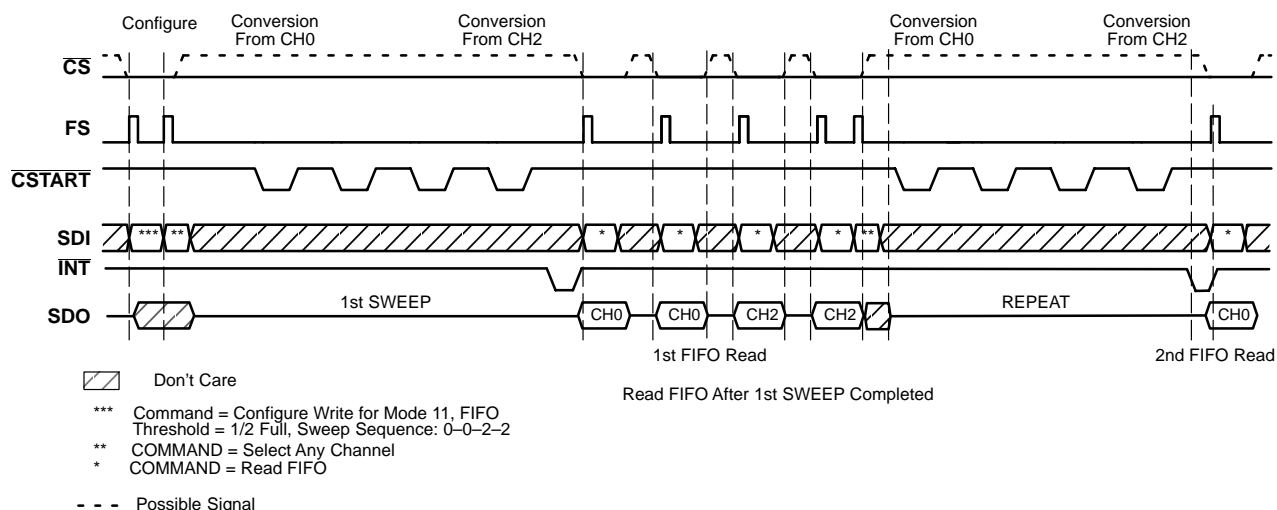 Configure
Conversion
From CH0
Conversion
From CH2
Conversion
From CH0
Conversion
From CH2
CS
FS
CSTART
SDI
*** ** * * * * ** *
INT
1st SWEEP
REPEAT
SDO
CH0 CH0 CH2 CH2 CH0
1st FIFO Read
2nd FIFO Read
Don't Care
Read FIFO After 1st SWEEP Completed
*** Command = Configure Write for Mode 11, FIFO
Threshold = 1/2 Full, Sweep Sequence: 0–0–2–2
** COMMAND = Select Any Channel
* COMMAND = Read FIFO
Possible Signal